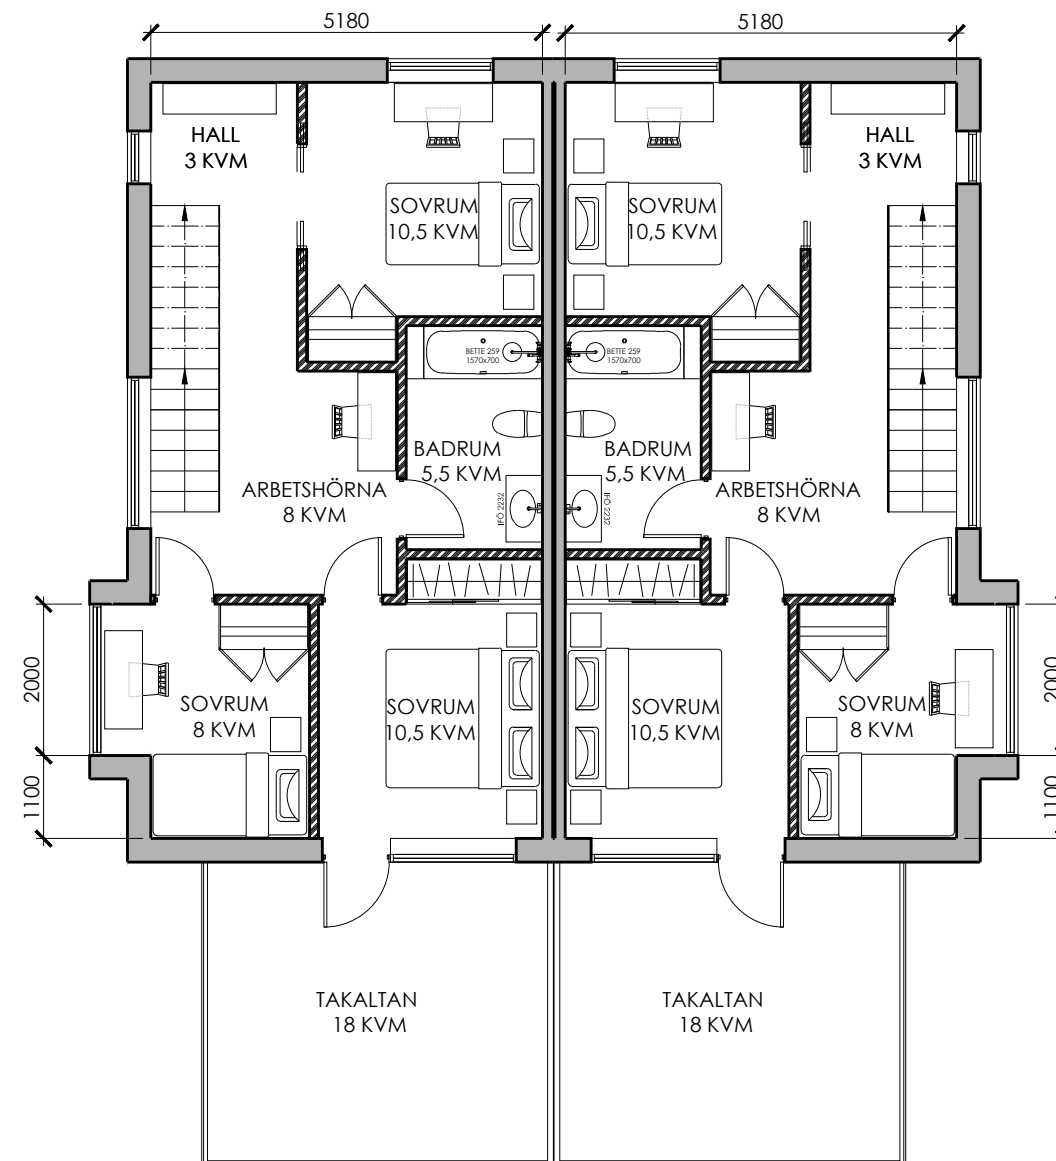 5180
5180
HALL
3 KVM
HALL
3 KVM
SOVRUM
10,5 KVM
SOVRUM
10,5 KVM
BETTE 259
1570x700
BETTE 259
1570x700
BADRUM
5,5 KVM
BADRUM
5,5 KVM
ARBETSHÖRNA
8 KVM
IFÖ 2232
IFÖ 2232
ARBETSHÖRNA
8 KVM
2000
SOVRUM
8 KVM
SOVRUM
10,5 KVM
SOVRUM
10,5 KVM
SOVRUM
8 KVM
2000
1100
1100
TAKALTAN
18 KVM
TAKALTAN
18 KVM